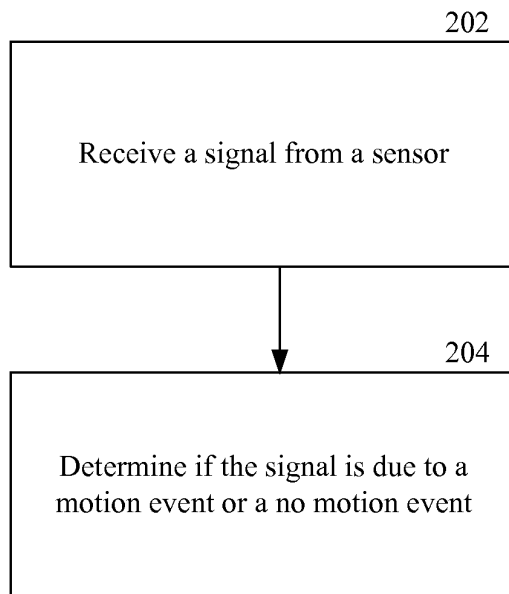 202
Receive a signal from a sensor
204
Determine if the signal is due to a
motion event or a no motion event